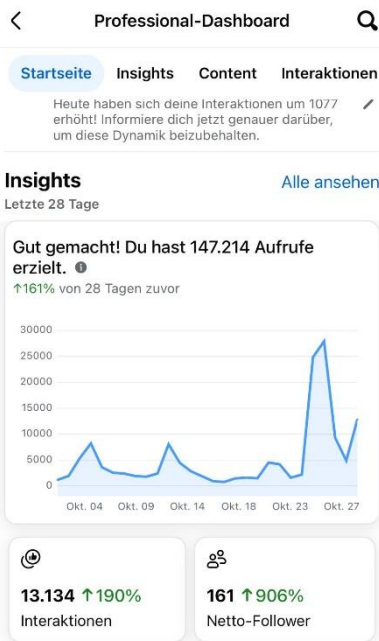 Professional-Dashboard
Startseite Insights Content Interaktionen
Heute haben sich deine Interaktionen um 1077
erhöht! Informiere dich jetzt genauer darüber,
um diese Dynamik beizubehalten.
Insights Alle ansehen
Letzte 28 Tage
Gut gemacht! Du hast 147.214 Aufrufe
erzielt.
↑161% von 28 Tagen zuvor
30000
25000
20000
15000
10000
5000
0
Okt. 04 Okt. 09 Okt. 14 Okt. 18 Okt. 23 Okt. 27
13.134 ↑190%
Interaktionen
161 ↑906%
Netto-Follower